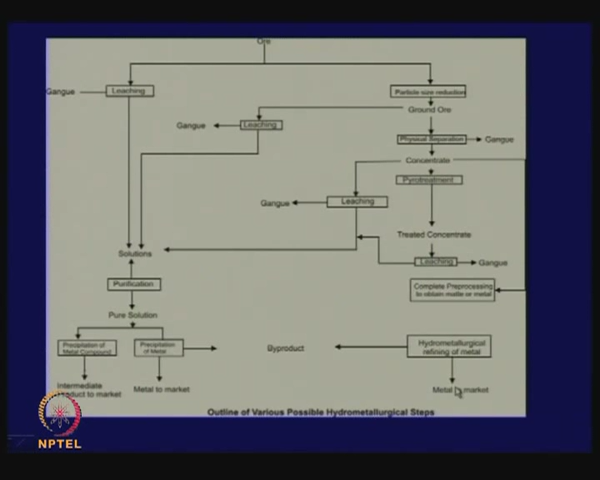 Ore
Gangue
Leaching
Particle size reduction
Ground Ore
Gangue
Leaching
Physical Separation
Gangue
Concentrate
Pyrotreatment
Gangue
Leaching
Treated Concentrate
Solutions
Leaching
Gangue
Purification
Complete Preprocessing
to obtain matte or metal
Pure Solution
Precipitation of
Metal Compound
Precipitation
of Metal
Byproduct
Hydrometallurgical
refining of metal
Intermediate
product to market
Metal to market
Metal to market
Outline of Various Possible Hydrometallurgical Steps
NPTEL